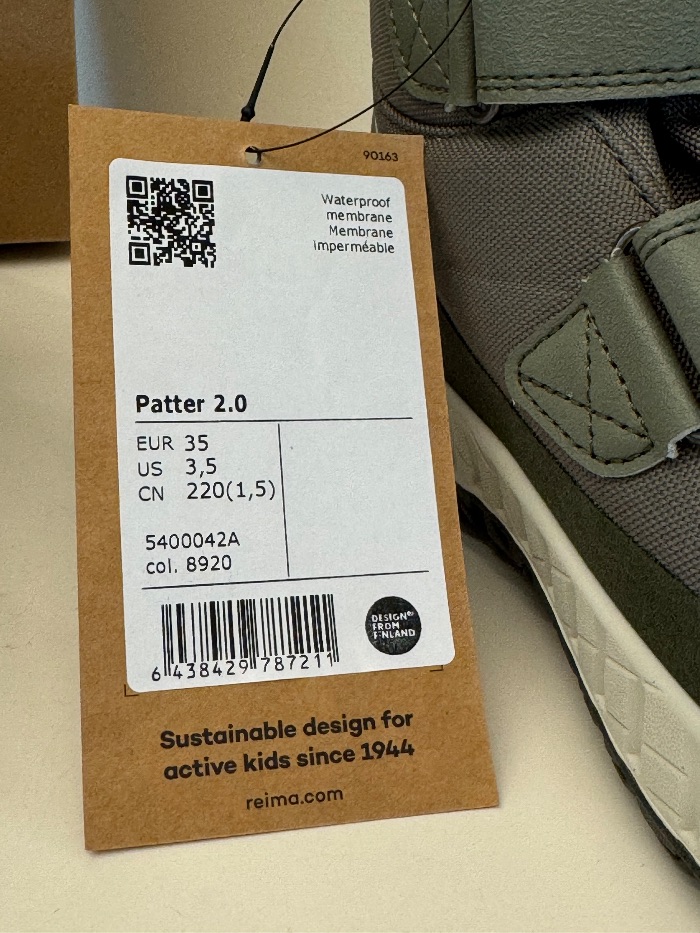 90163
Waterproof
membrane
Membrane
imperméable
Patter 2.0
EUR 35
US 3,5
CN 220(1,5)
5400042A
col. 8920
6 438429 787211
DESIGN
FROM
FINLAND
Sustainable design for
active kids since 1944
reima.com